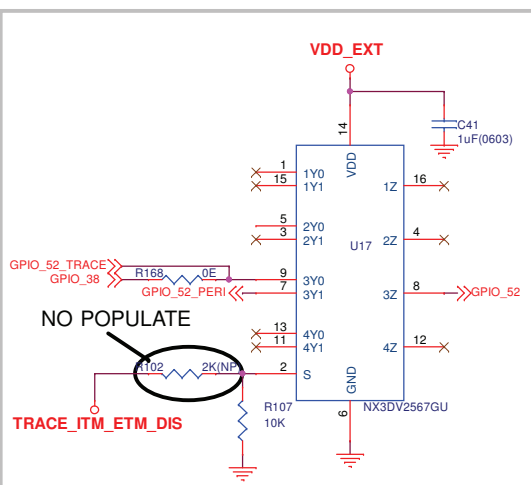 VDD_EXT
C41
1uF(0603)
14
VDD
1 1Y0 1Z 16
15 1Y1
5 2Y0 2Z 4
3 2Y1
U17
GPIO_52_TRACE
GPIO_38 R168 0E 9 3Y0 3Z 8 GPIO_52
GPIO_52_PERI 7 3Y1
NO POPULATE
13 4Y0 4Z 12
11 4Y1
R102 2K(NP) 2 S
GND
NX3DV2567GU
TRACE_ITM_ETM_DIS
R107
10K
6